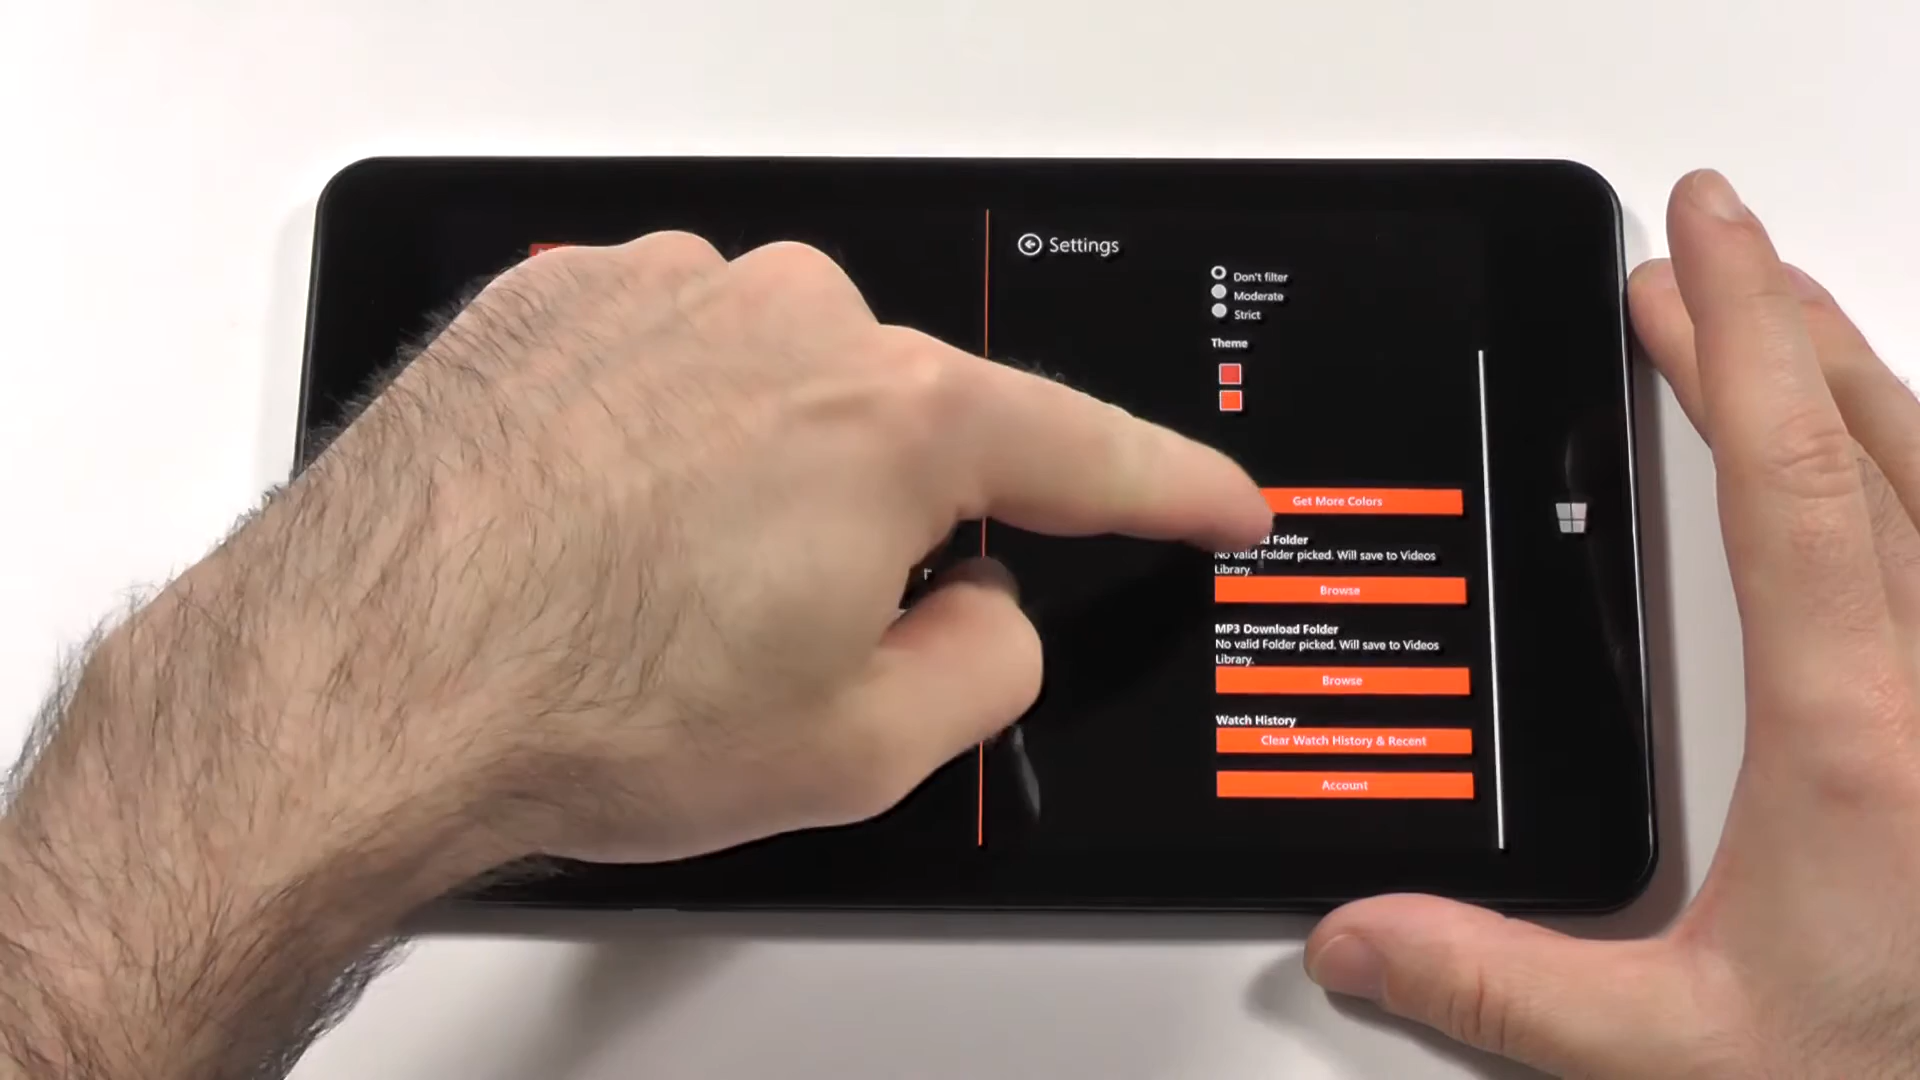 Settings
Don't filter
Moderate
Strict
Theme
Get More Colors
Folder
No valid Folder picked. Will save to Videos
Library.
Browse
MP3 Download Folder
No valid Folder picked. Will save to Videos
Library.
Browse
Watch History
Clear Watch History & Recent
Account